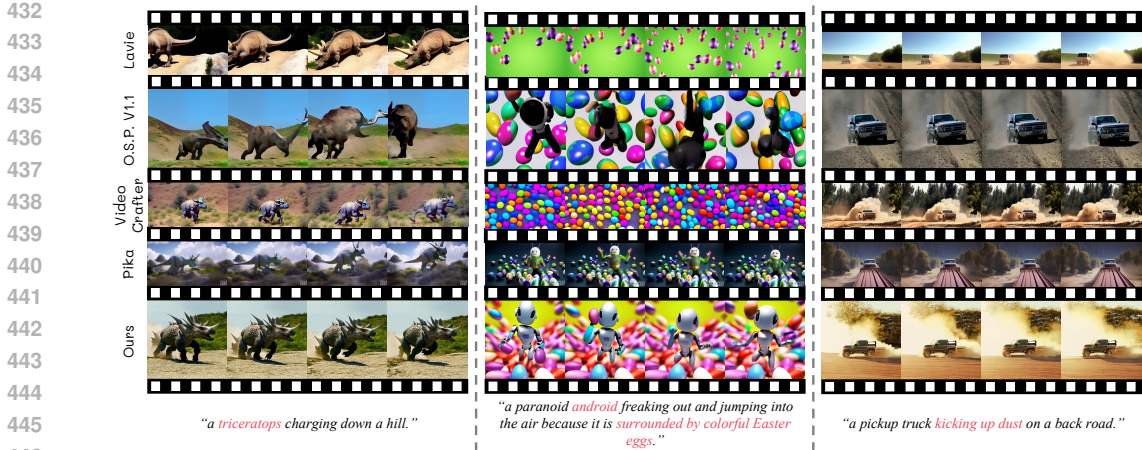 432
433
434
435
436
437
438
439
440
441
442
443
444
445
Lavie
O.S.P. V1.1
Video
Crafter
Pika
Ours
“a triceratops charging down a hill.”
“a paranoid android freaking out and jumping into
the air because it is surrounded by colorful Easter
eggs.”
“a pickup truck kicking up dust on a back road.”